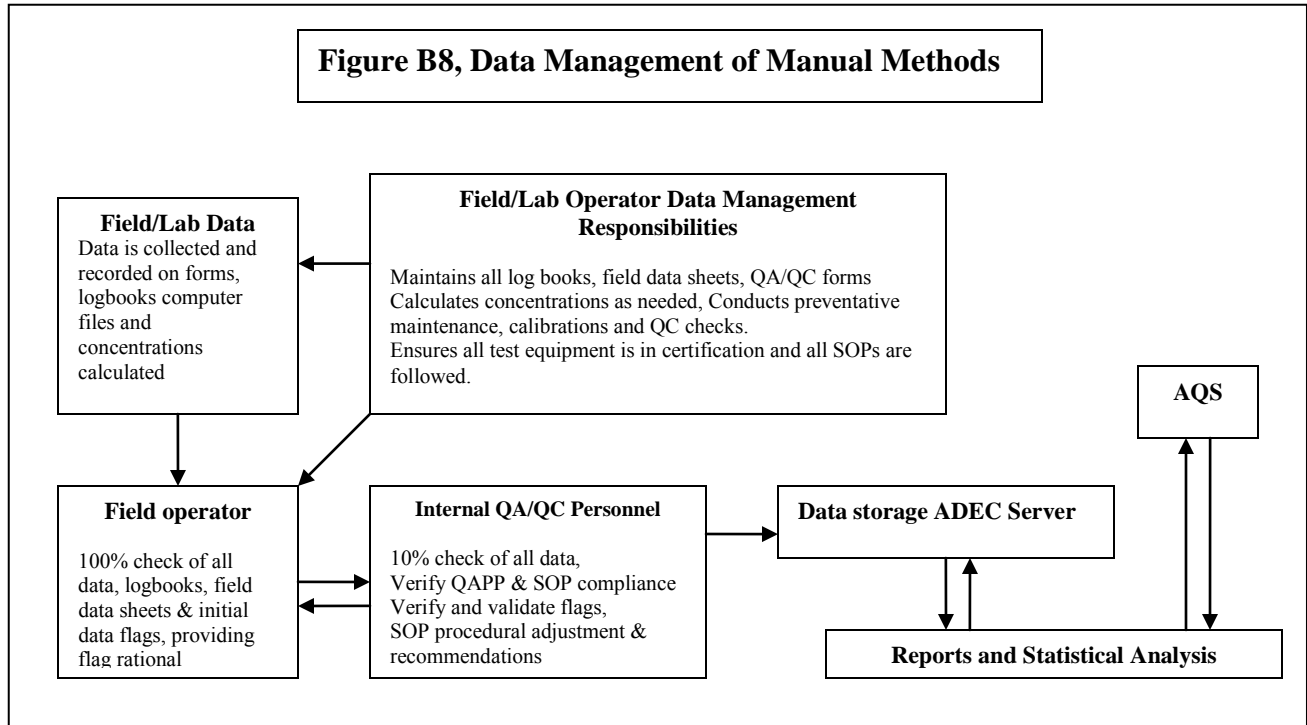 Figure B8, Data Management of Manual Methods
Field/Lab Data
Data is collected and
recorded on forms,
logbooks computer
files and
concentrations
calculated
Field/Lab Operator Data Management
Responsibilities
Maintains all log books, field data sheets, QA/QC forms
Calculates concentrations as needed, Conducts preventative
maintenance, calibrations and QC checks.
Ensures all test equipment is in certification and all SOPs are
followed.
AQS
Field operator
100% check of all
data, logbooks, field
data sheets & initial
data flags, providing
flag rational
Internal QA/QC Personnel
10% check of all data,
Verify QAPP & SOP compliance
Verify and validate flags,
SOP procedural adjustment &
recommendations
Data storage ADEC Server
Reports and Statistical Analysis